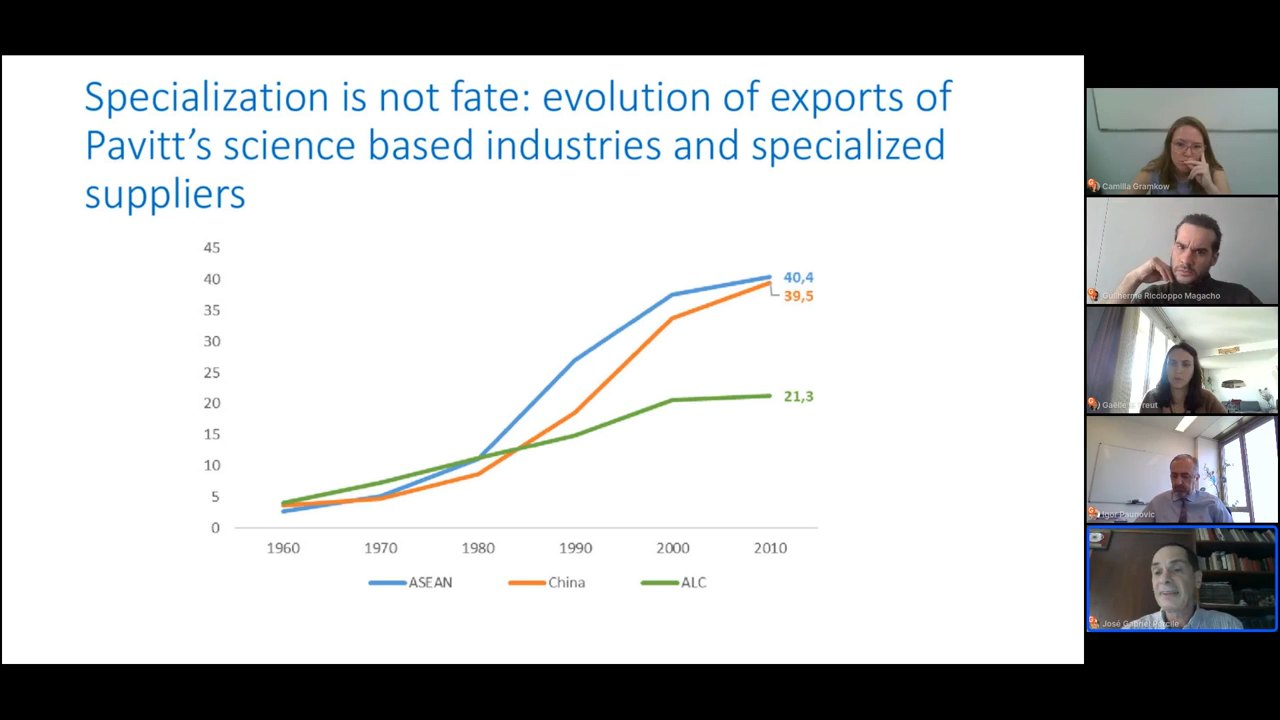 Specialization is not fate: evolution of exports of
Pavitt's science based industries and specialized
suppliers
45
40
35
30
25
20
15
10
5
0
40,4
39,5
21,3
1960 1970 1980 1990 2000 2010
ASEAN China ALC
Camilla Gramkow
Guilherme Riccioppo Magacho
Igor Paunovic
José Gabriel